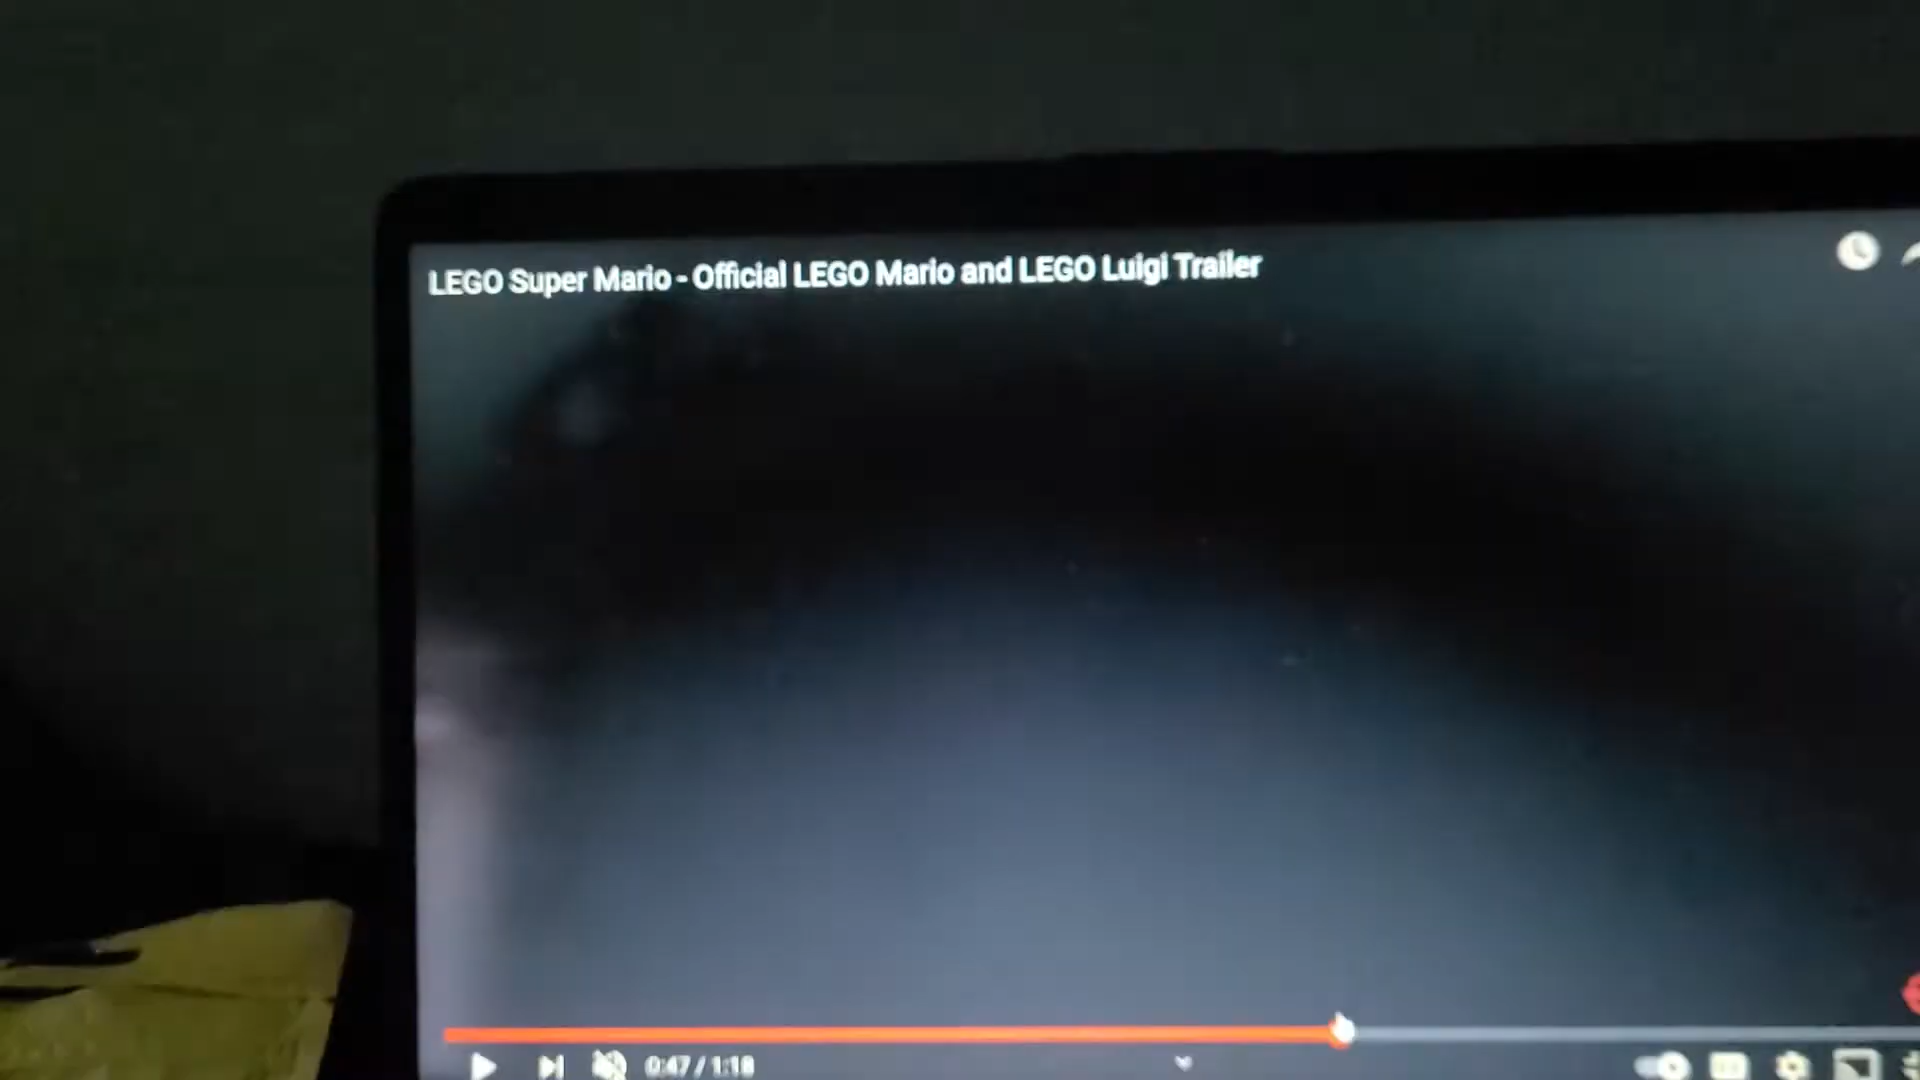 LEGO Super Mario - Official LEGO Mario and LEGO Luigi Trailer
0:47 / 1:18